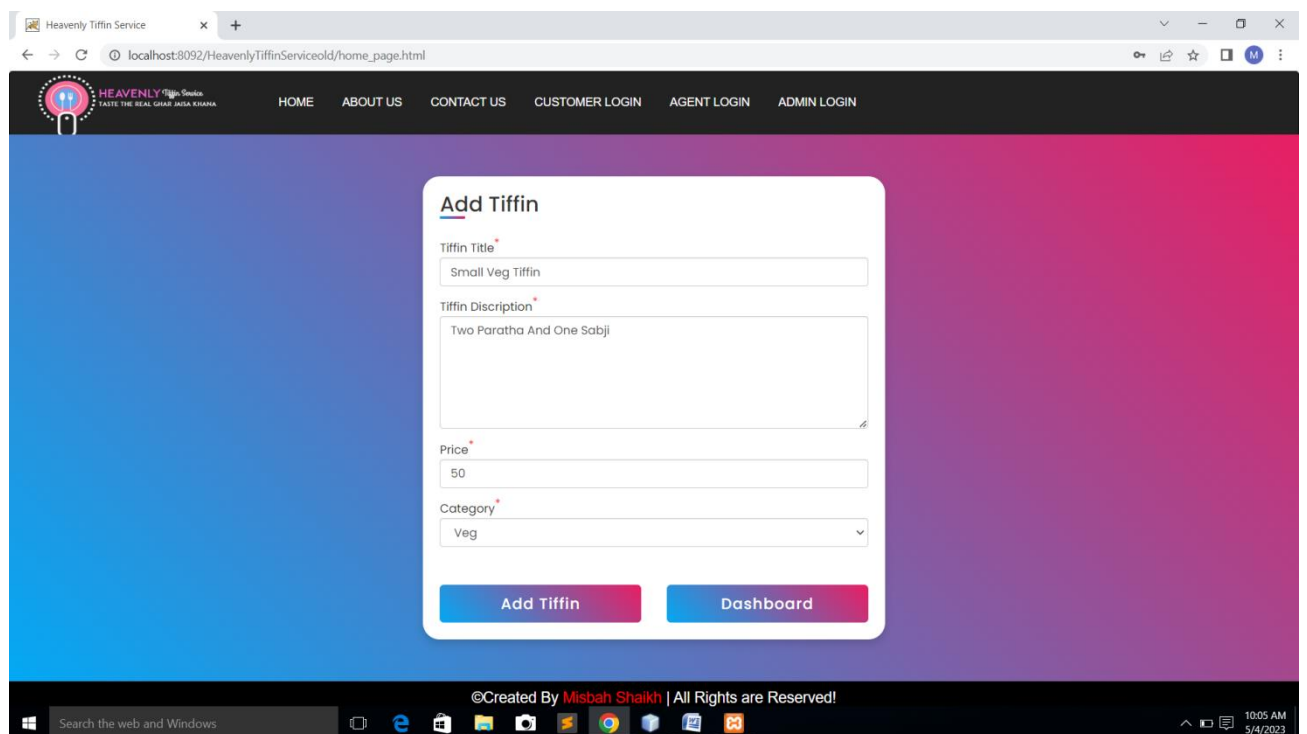 Heavenly Tiffin Service
localhost:8092/HeavenlyTiffinServiceold/home_page.html
M
HEAVENLY Tiffin Service
TASTE THE REAL GHAR JAISA KHANA
HOME ABOUT US CONTACT US CUSTOMER LOGIN AGENT LOGIN ADMIN LOGIN
Add Tiffin
Tiffin Title*
Small Veg Tiffin
Tiffin Discription*
Two Paratha And One Sabji
Price*
50
Category*
Veg
Add Tiffin Dashboard
©Created By Misbah Shaikh | All Rights are Reserved!
Search the web and Windows
10:05 AM
5/4/2023